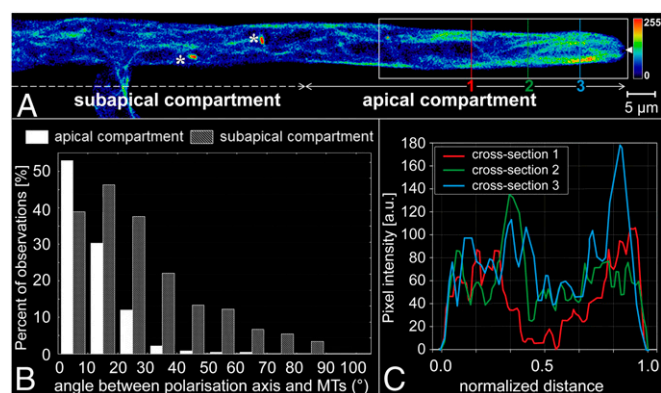 255
200
100
0
* *
1 2 3
A subapical compartment apical compartment
5 μm
B apical compartment subapical compartment
Percent of observations [%]
50
40
30
20
10
0
0 10 20 30 40 50 60 70 80 90 100
angle between polarisation axis and MTs (°)
C
cross-section 1
cross-section 2
cross-section 3
Pixel intensity [a.u.]
180
160
140
120
100
80
60
40
20
0
0.0 0.5 1.0
normalized distance